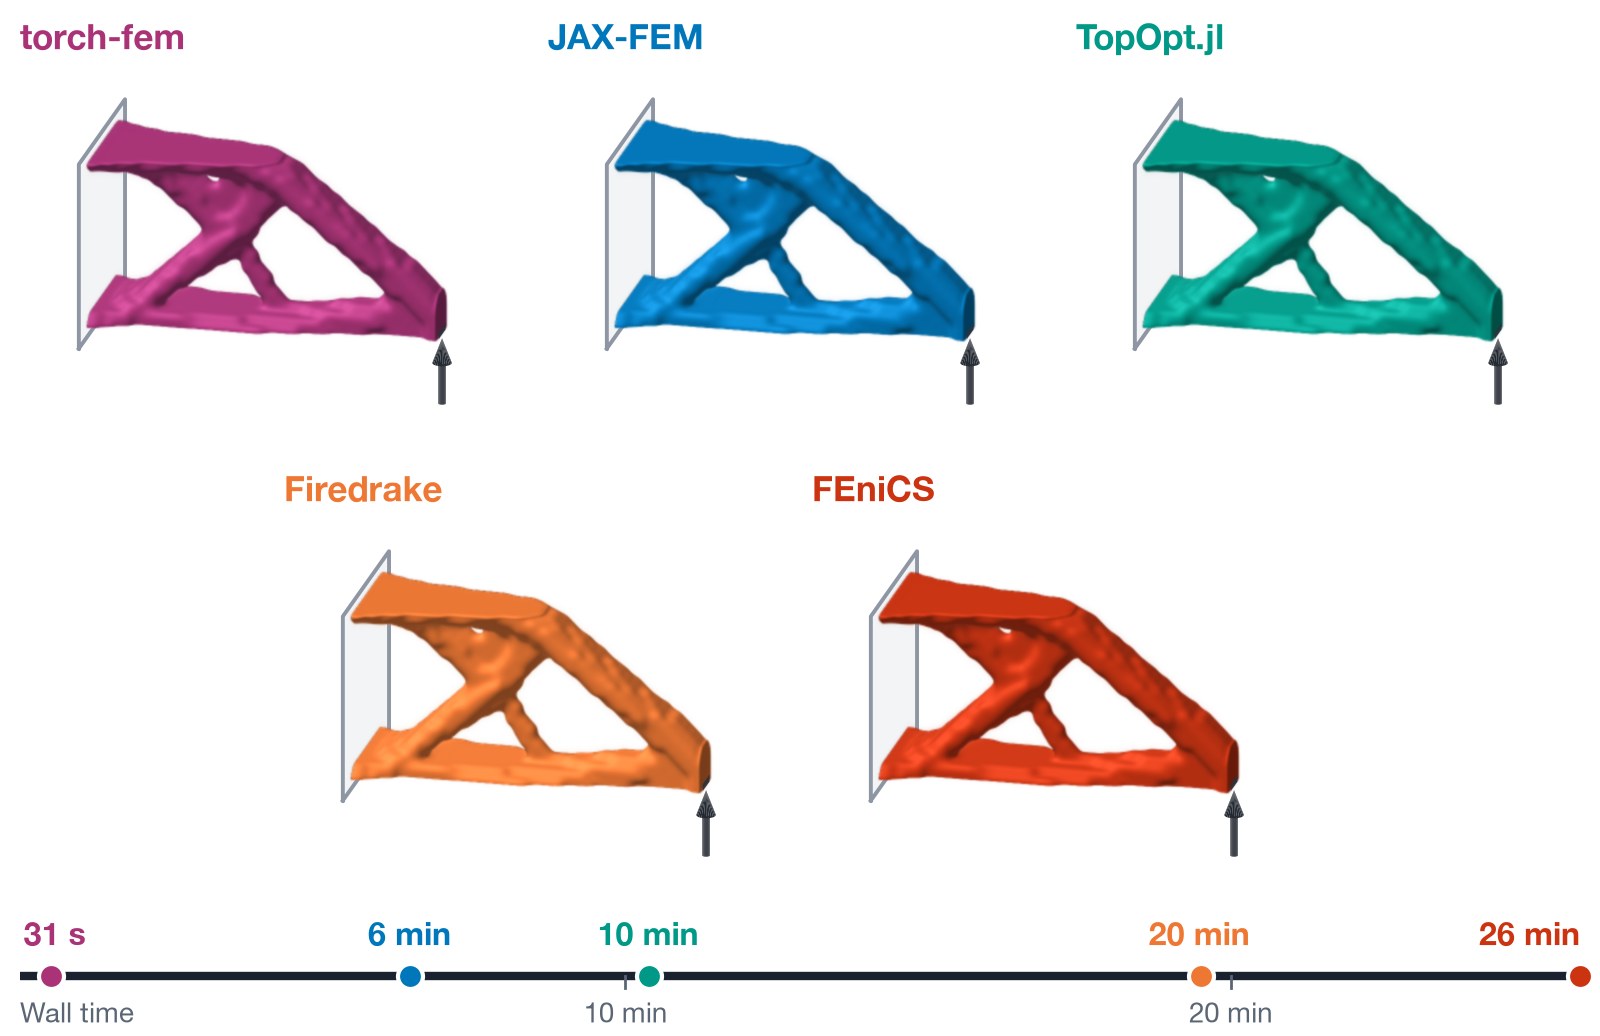 torch-fem
JAX-FEM
TopOpt.jl
Firedrake
FEniCS
31 s
6 min
10 min
20 min
26 min
Wall time
10 min
20 min